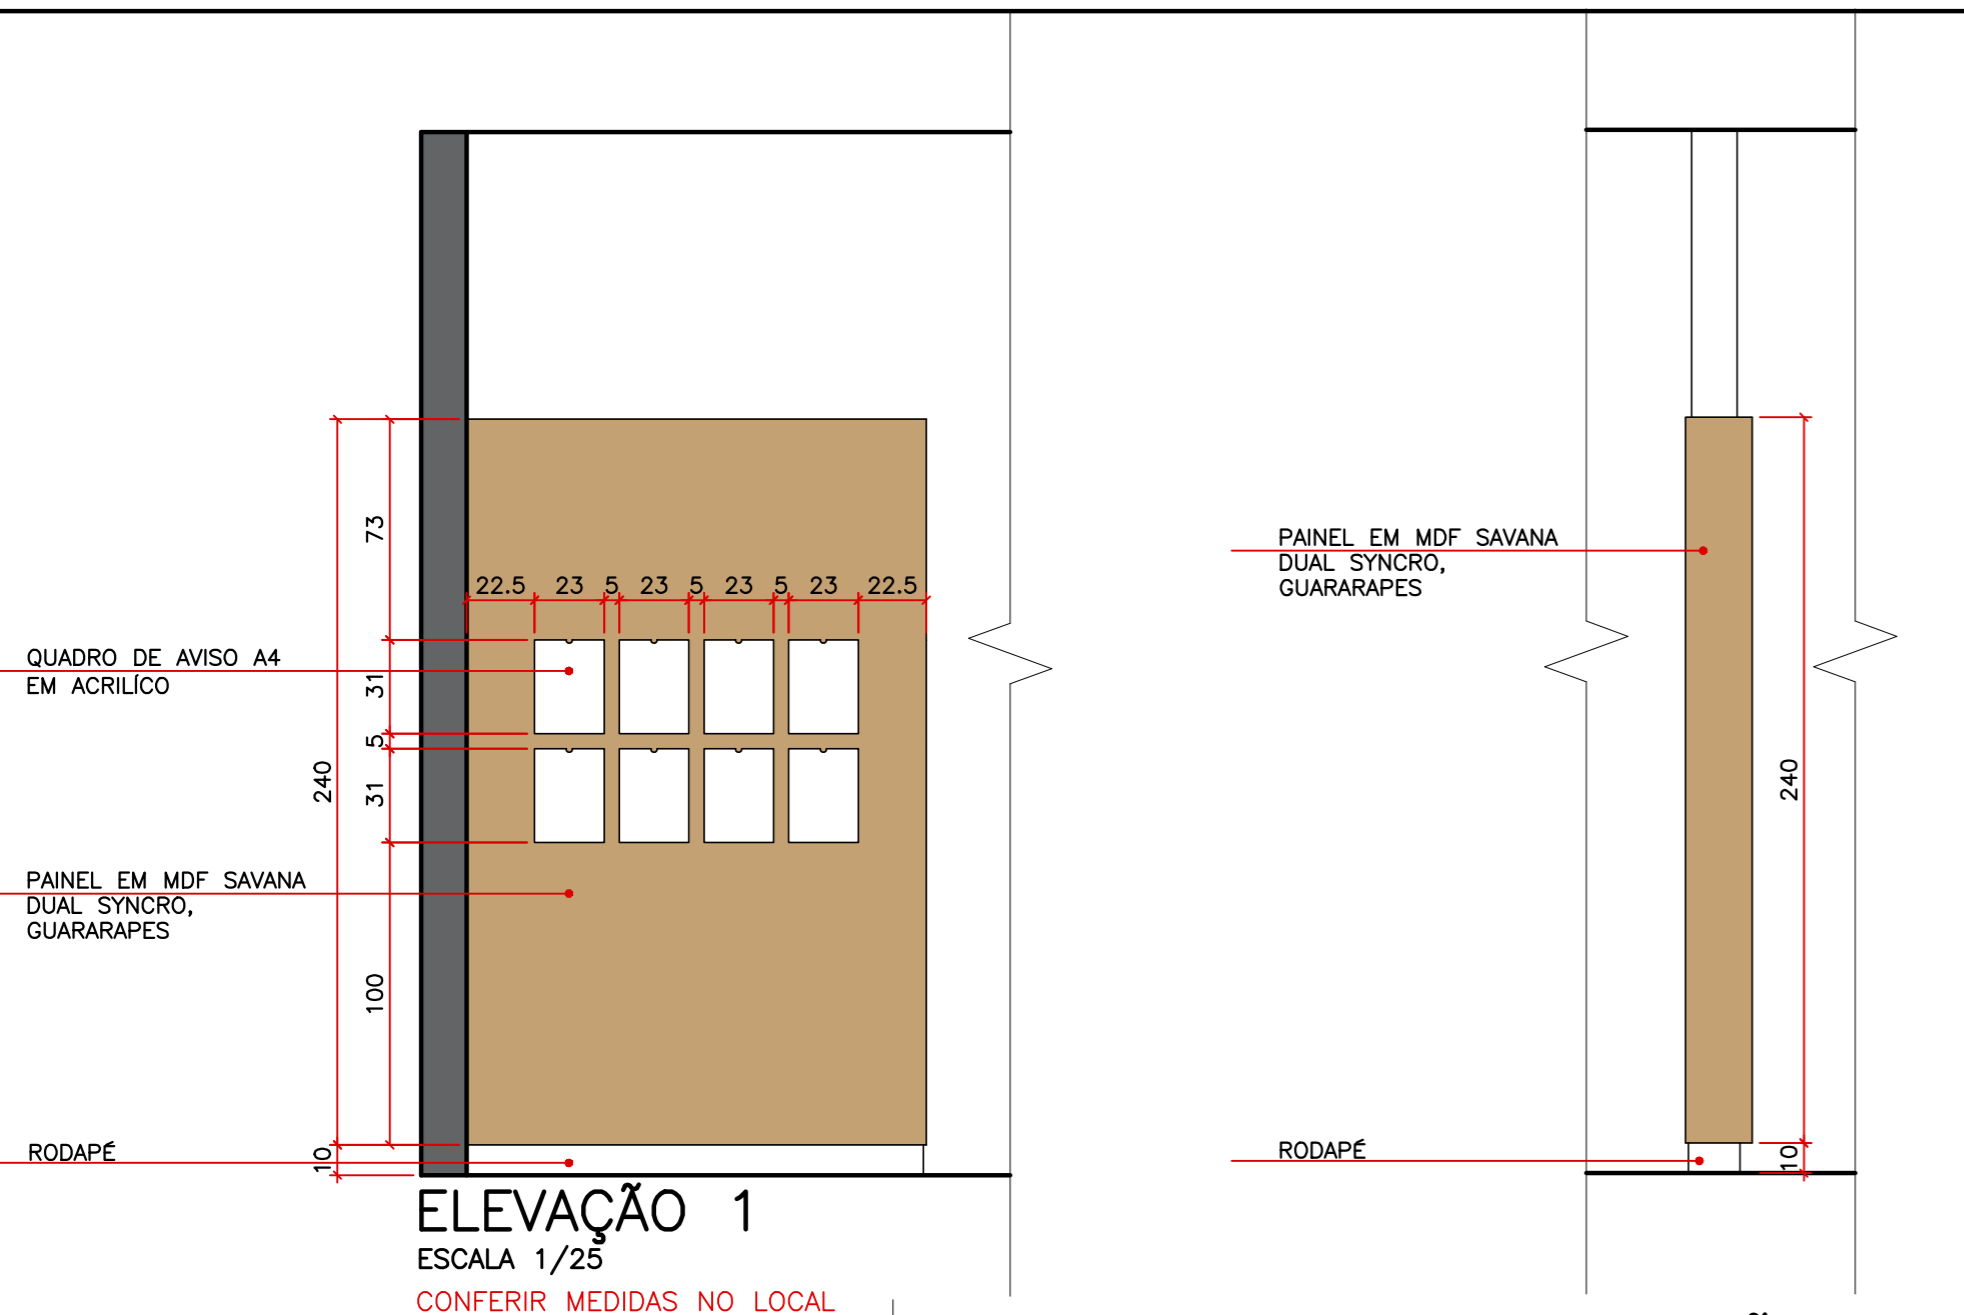 73
22.5 23 5 23 5 23 5 23 22.5
QUADRO DE AVISO A4
EM ACRILÍCO
31
5
31
240
PAINEL EM MDF SAVANA
DUAL SYNCRO,
GUARARAPES
100
RODAPÉ
10
ELEVAÇÃO 1
ESCALA 1/25
CONFERIR MEDIDAS NO LOCAL
PAINEL EM MDF SAVANA
DUAL SYNCRO,
GUARARAPES
240
RODAPÉ
10